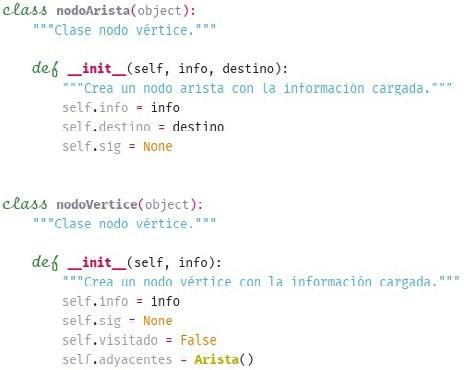 class nodoArista(object):
"""Clase nodo vértice."""
def __init__(self, info, destino):
"""Crea un nodo arista con la información cargada."""
self.info = info
self.destino = destino
self.sig = None
class nodoVertice(object):
"""Clase nodo vértice."""
def __init__(self, info):
"""Crea un nodo vértice con la información cargada."""
self.info = info
self.sig = None
self.visitado = False
self.adyacentes = Arista()